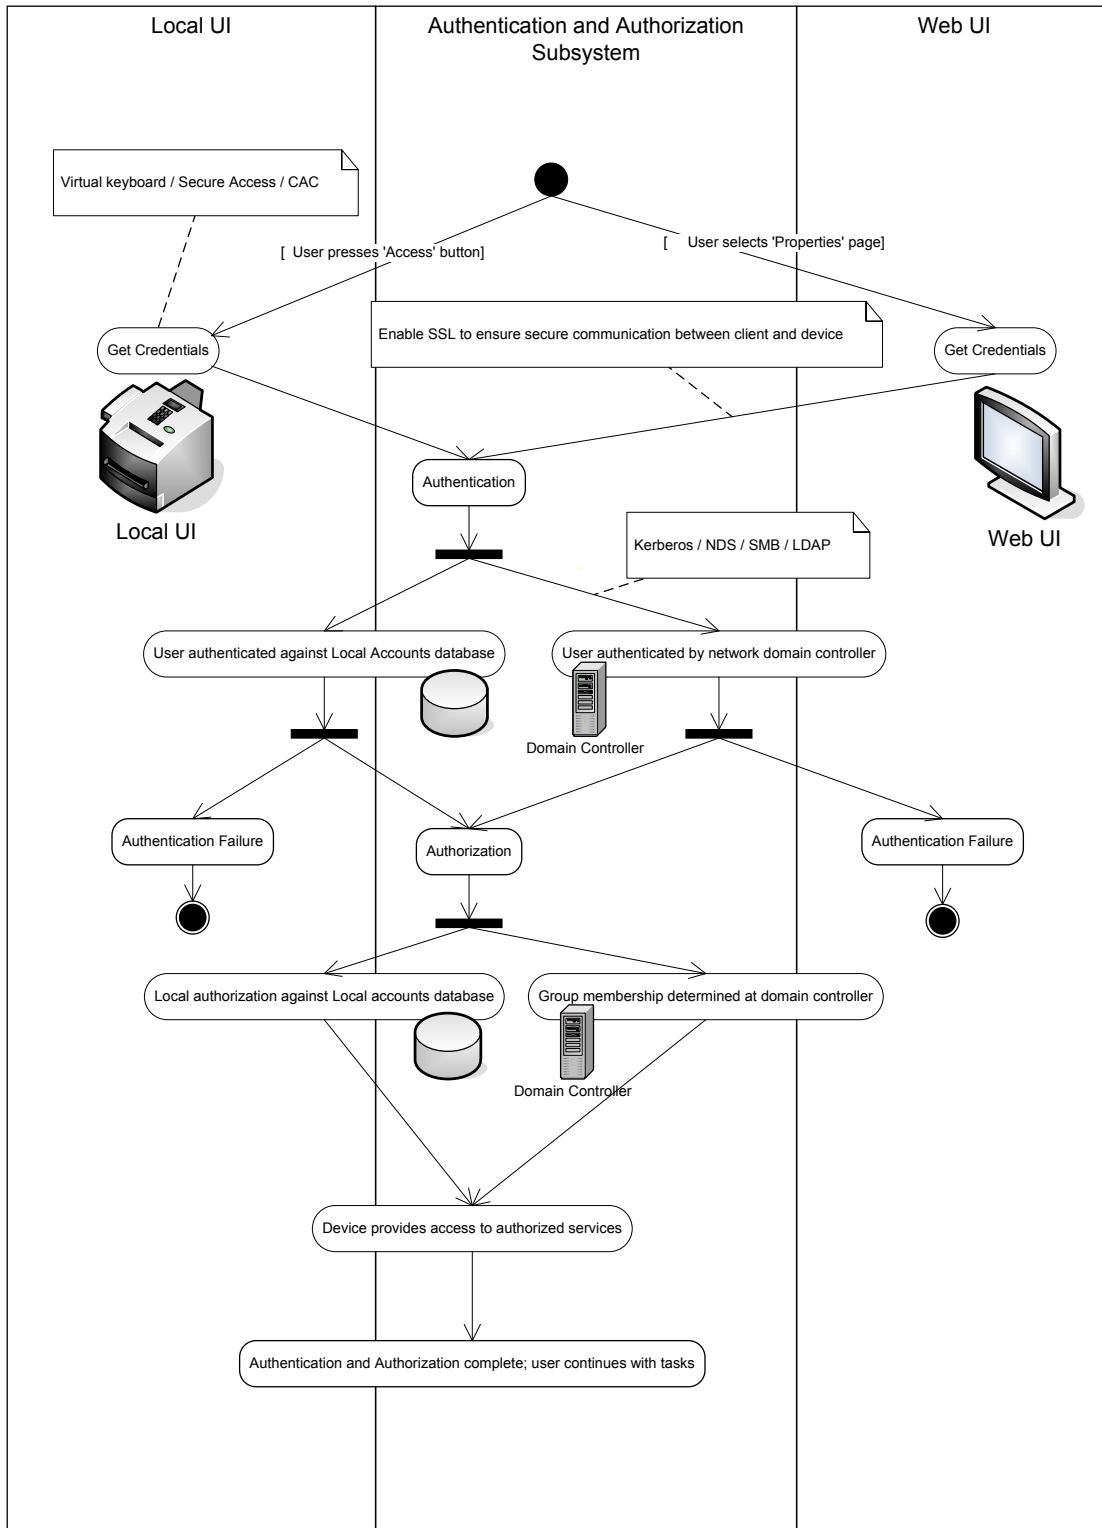 Local UI
Authentication and Authorization
Subsystem
Web UI
Virtual keyboard / Secure Access / CAC
[ User presses 'Access' button]
[ User selects 'Properties' page]
Enable SSL to ensure secure communication between client and device
Get Credentials
Get Credentials
Authentication
Local UI
Web UI
Kerberos / NDS / SMB / LDAP
User authenticated against Local Accounts database
User authenticated by network domain controller
Domain Controller
Authentication Failure
Authorization
Authentication Failure
Local authorization against Local accounts database
Group membership determined at domain controller
Domain Controller
Device provides access to authorized services
Authentication and Authorization complete; user continues with tasks